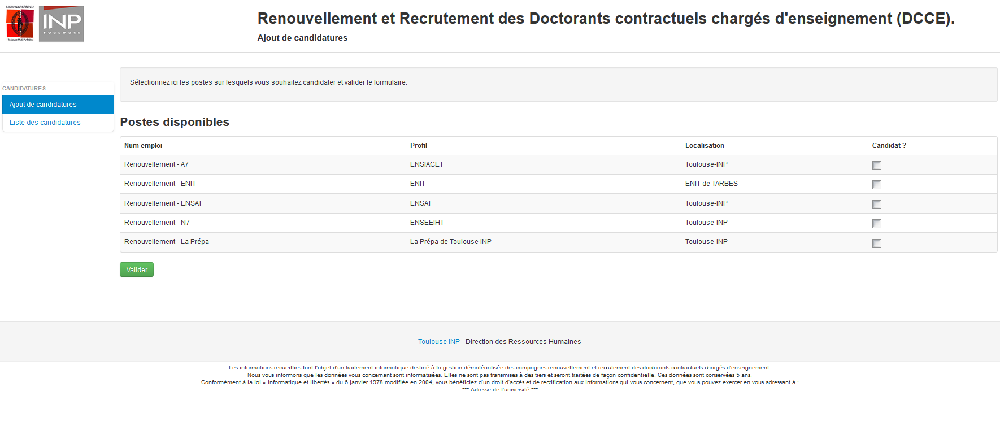 Université Fédérale
Toulouse Midi-Pyrénées
INP
TOULOUSE
Renouvellement et Recrutement des Doctorants contractuels chargés d'enseignement (DCCE).
Ajout de candidatures
CANDIDATURES
Ajout de candidatures
Liste des candidatures
Sélectionnez ici les postes sur lesquels vous souhaitez candidater et valider le formulaire.
Postes disponibles
Num emploi Profil Localisation Candidat ?
Renouvellement - A7 ENSIACET Toulouse-INP
Renouvellement - ENIT ENIT ENIT de TARBES
Renouvellement - ENSAT ENSAT Toulouse-INP
Renouvellement - N7 ENSEEIHT Toulouse-INP
Renouvellement - La Prépa La Prépa de Toulouse INP Toulouse-INP
Valider
Toulouse INP - Direction des Ressources Humaines
Les informations recueillies font l'objet d'un traitement informatique destiné à la gestion dématérialisée des campagnes renouvellement et recrutement des doctorants contractuels chargés d'enseignement.
Nous vous informons que les données vous concernant sont informatisées. Elles ne sont pas transmises à des tiers et seront traitées de façon confidentielle. Ces données sont conservées 5 ans.
Conformément à la loi « informatique et libertés » du 6 janvier 1978 modifiée en 2004, vous bénéficiez d'un droit d'accès et de rectification aux informations qui vous concernent, que vous pouvez exercer en vous adressant à :
*** Adresse de l'université ***